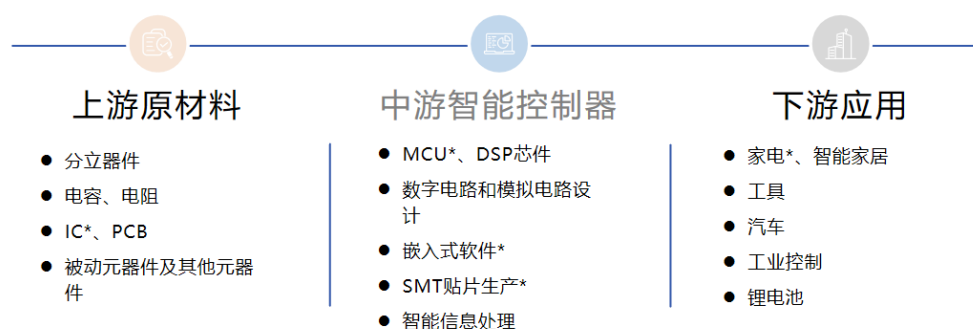 上游原材料
● 分立器件
● 电容、电阻
● IC*、PCB
● 被动元器件及其他元器
件
中游智能控制器
● MCU*、DSP芯件
● 数字电路和模拟电路设
计
● 嵌入式软件*
● SMT贴片生产*
● 智能信息处理
下游应用
● 家电*、智能家居
● 工具
● 汽车
● 工业控制
● 锂电池